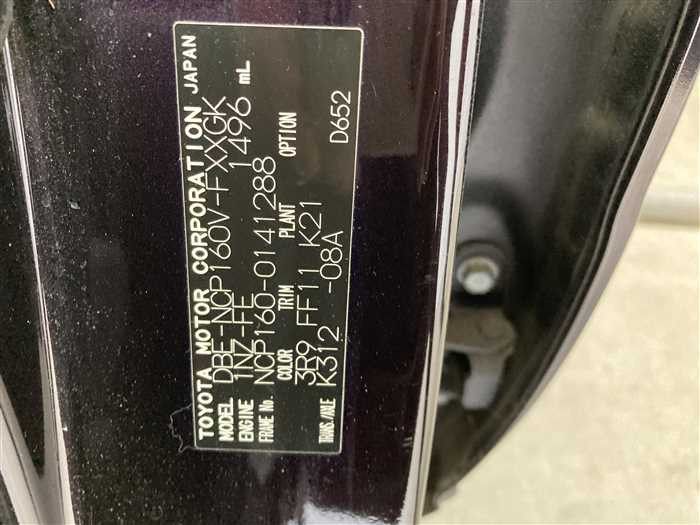 TOYOTA MOTOR CORPORATION JAPAN
MODEL DBE-NCP160V-FXXGK
ENGINE 1NZ-FE 1496 mL
FRAME No. NCP160-0141288
COLOR TRIM PLANT OPTION
3B9 FF11 K21
TRANS./AXLE K312 -08A D652